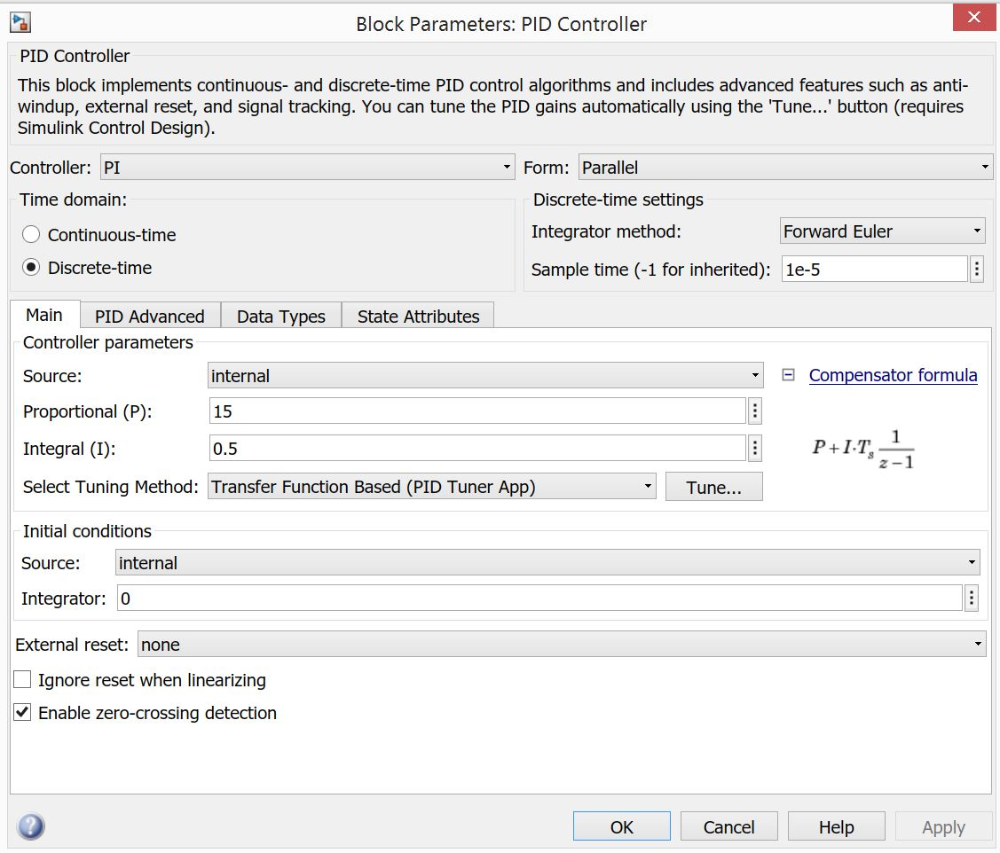 Block Parameters: PID Controller
PID Controller
This block implements continuous- and discrete-time PID control algorithms and includes advanced features such as anti-
windup, external reset, and signal tracking. You can tune the PID gains automatically using the 'Tune...' button (requires
Simulink Control Design).
Controller: PI Form: Parallel
Time domain: Discrete-time settings
Continuous-time Integrator method: Forward Euler
Discrete-time Sample time (-1 for inherited): 1e-5
Main PID Advanced Data Types State Attributes
Controller parameters
Source: internal Compensator formula
Proportional (P): 15
Integral (I): 0.5
P+I·Ts 1/(z−1)
Select Tuning Method: Transfer Function Based (PID Tuner App) Tune...
Initial conditions
Source: internal
Integrator: 0
External reset: none
Ignore reset when linearizing
Enable zero-crossing detection
? OK Cancel Help Apply